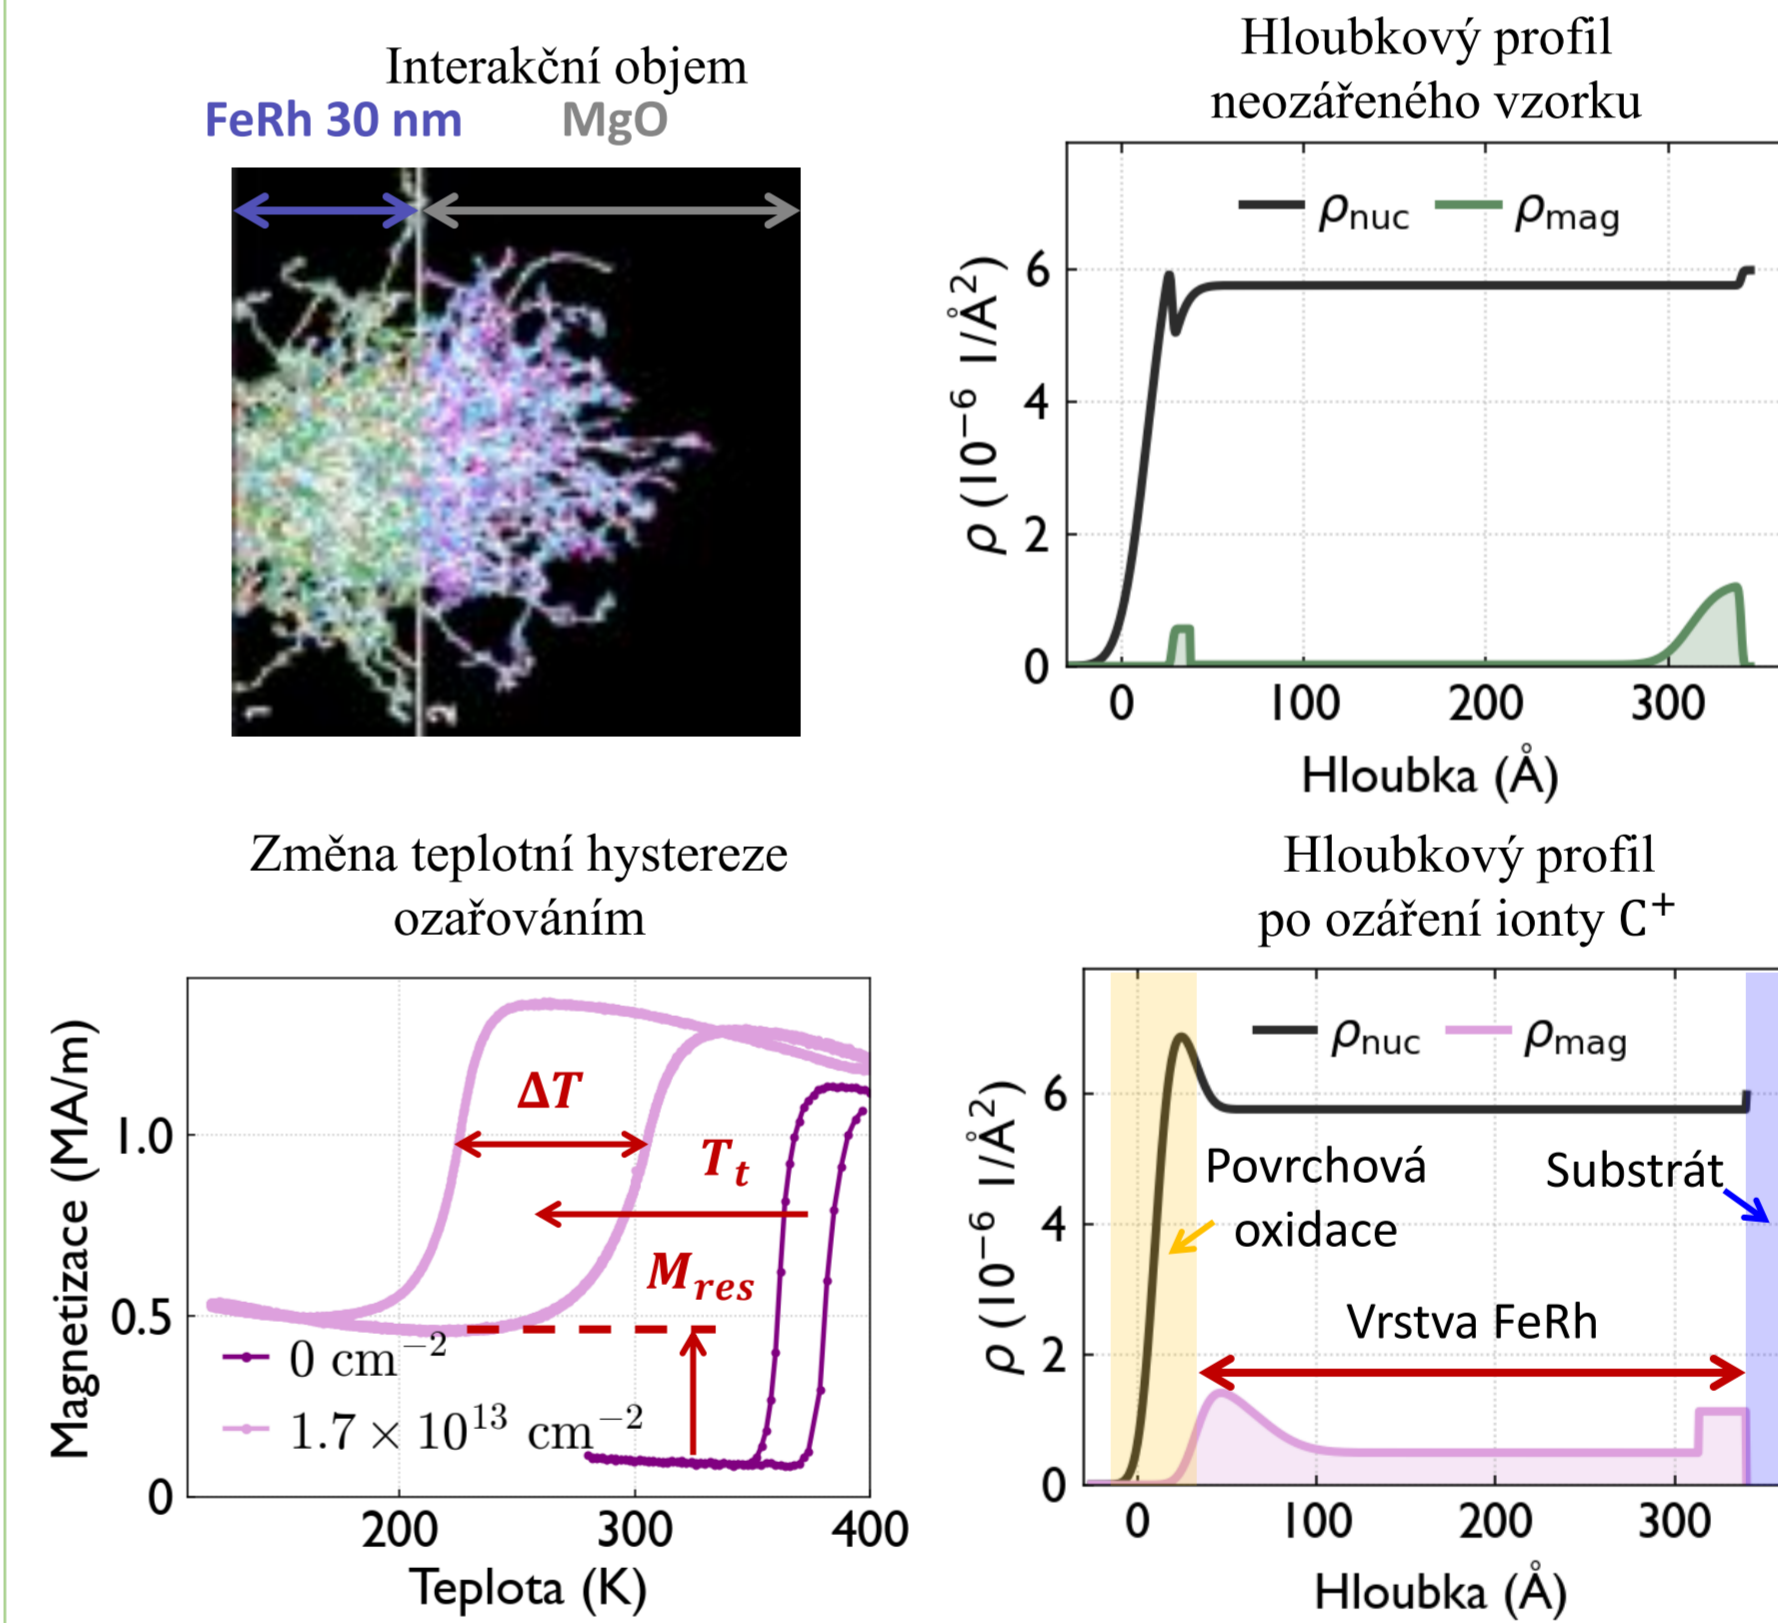 Interakční objem
FeRh 30 nm MgO
1 2
Hloubkový profil
neozářeného vzorku
ρnuc ρmag
ρ (10⁻⁶ 1/Å²)
6
4
2
0
0 100 200 300
Hloubka (Å)
Změna teplotní hystereze
ozařováním
Magnetizace (MA/m)
1.0
0.5
0
ΔT
Tt
Mres
0 cm⁻²
1.7 × 10¹³ cm⁻²
200 300 400
Teplota (K)
Hloubkový profil
po ozáření ionty C⁺
ρnuc ρmag
ρ (10⁻⁶ 1/Å²)
6
4
2
0
Povrchová
oxidace
Substrát
Vrstva FeRh
0 100 200 300
Hloubka (Å)